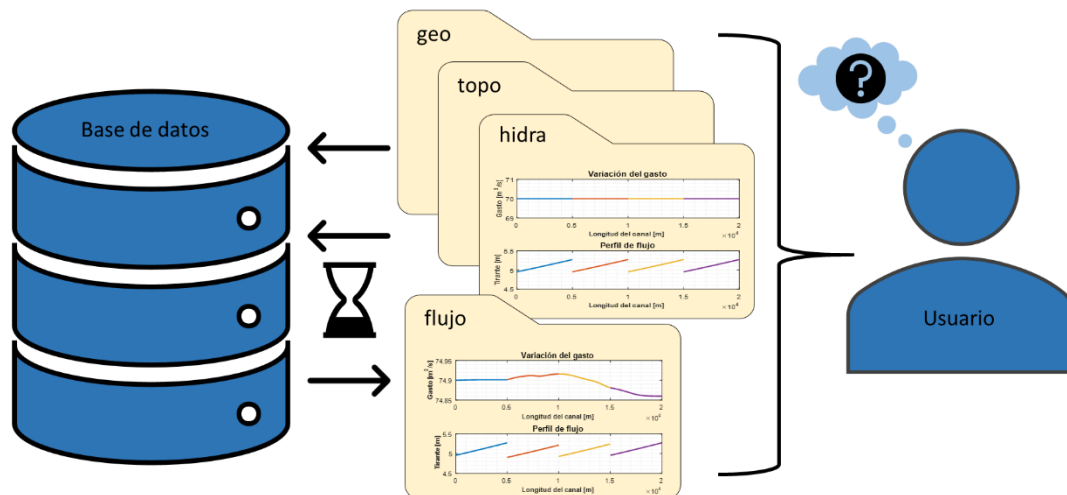 Base de datos
geo
topo
hidra
Variación del gasto
Gasto [m³/s]
71
70
69
0 0.5 1 1.5 2
Longitud del canal [m] ×10⁴
Perfil de flujo
Tirante [m]
5.5
5
4.5
0 0.5 1 1.5 2
Longitud del canal [m] ×10⁴
flujo
Variación del gasto
Gasto [m³/s]
74.95
74.9
74.85
0 0.5 1 1.5 2
Longitud del canal [m] ×10⁴
Perfil de flujo
Tirante [m]
5.5
5
4.5
0 0.5 1 1.5 2
Longitud del canal [m] ×10⁴
?
Usuario